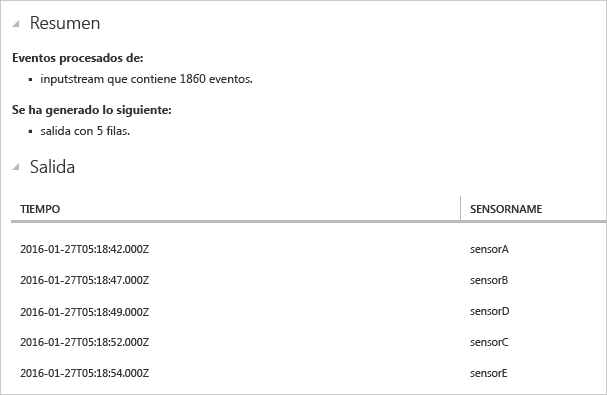 Resumen
Eventos procesados de:
▪ inputstream que contiene 1860 eventos.
Se ha generado lo siguiente:
▪ salida con 5 filas.
Salida
TIEMPO SENSORNAME
2016-01-27T05:18:42.000Z sensorA
2016-01-27T05:18:47.000Z sensorB
2016-01-27T05:18:49.000Z sensorD
2016-01-27T05:18:52.000Z sensorC
2016-01-27T05:18:54.000Z sensorE